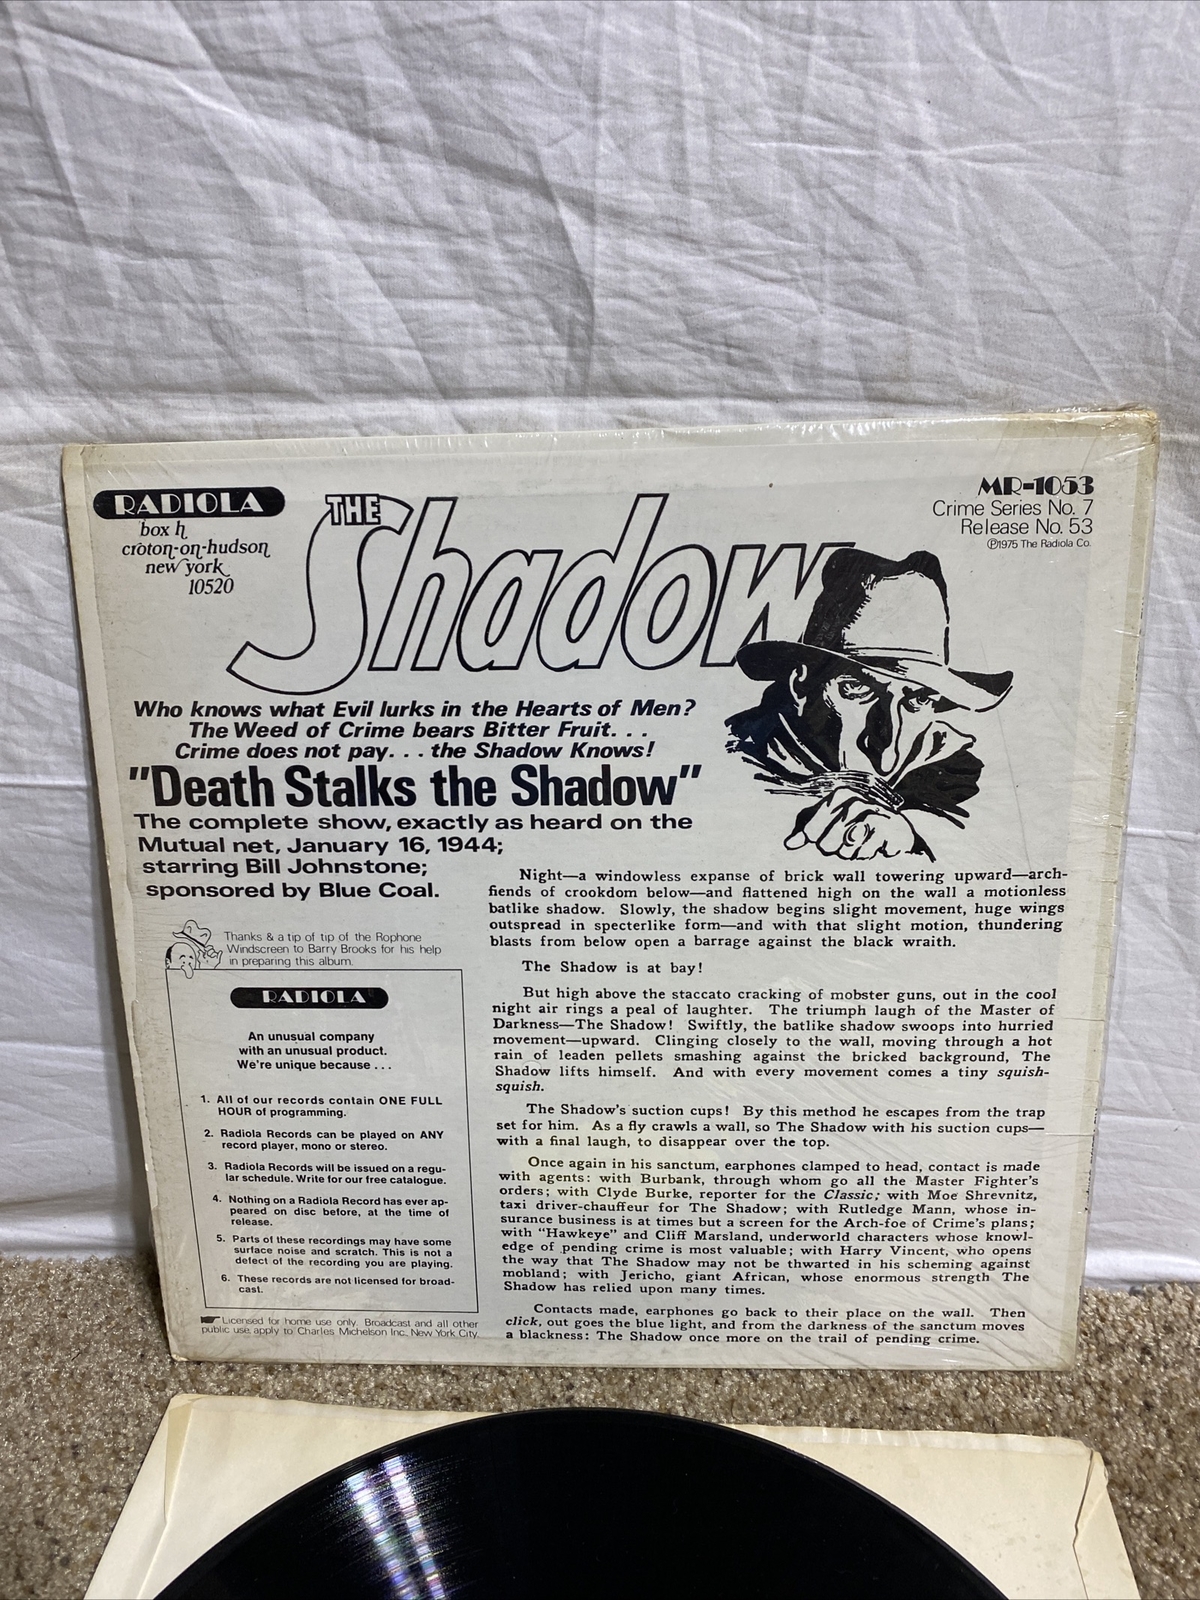 RADIOLA
box h
croton-on-hudson
new york
10520
THE
Shadow
MR-1053
Crime Series No. 7
Release No. 53
℗1975 The Radiola Co.
Who knows what Evil lurks in the Hearts of Men?
The Weed of Crime bears Bitter Fruit. . .
Crime does not pay. . . the Shadow Knows!
"Death Stalks the Shadow"
The complete show, exactly as heard on the
Mutual net, January 16, 1944;
starring Bill Johnstone;
sponsored by Blue Coal.
Thanks & a tip of tip of the Rophone
Windscreen to Barry Brooks for his help
in preparing this album.
RADIOLA
An unusual company
with an unusual product.
We're unique because . . .
1. All of our records contain ONE FULL
HOUR of programming.
2. Radiola Records can be played on ANY
record player, mono or stereo.
3. Radiola Records will be issued on a regu-
lar schedule. Write for our free catalogue.
4. Nothing on a Radiola Record has ever ap-
peared on disc before, at the time of
release.
5. Parts of these recordings may have some
surface noise and scratch. This is not a
defect of the recording you are playing.
6. These records are not licensed for broad-
cast.
Licensed for home use only. Broadcast and all other
public use apply to Charles Michelson Inc. New York City.
Night—a windowless expanse of brick wall towering upward—arch-
fiends of crookdom below—and flattened high on the wall a motionless
batlike shadow. Slowly, the shadow begins slight movement, huge wings
outspread in specterlike form—and with that slight motion, thundering
blasts from below open a barrage against the black wraith.
The Shadow is at bay!
But high above the staccato cracking of mobster guns, out in the cool
night air rings a peal of laughter. The triumph laugh of the Master of
Darkness—The Shadow! Swiftly, the batlike shadow swoops into hurried
movement—upward. Clinging closely to the wall, moving through a hot
rain of leaden pellets smashing against the bricked background, The
Shadow lifts himself. And with every movement comes a tiny squish-
squish.
The Shadow's suction cups! By this method he escapes from the trap
set for him. As a fly crawls a wall, so The Shadow with his suction cups—
with a final laugh, to disappear over the top.
Once again in his sanctum, earphones clamped to head, contact is made
with agents: with Burbank, through whom go all the Master Fighter's
orders; with Clyde Burke, reporter for the Classic; with Moe Shrevnitz,
taxi driver-chauffeur for The Shadow; with Rutledge Mann, whose in-
surance business is at times but a screen for the Arch-foe of Crime's plans;
with "Hawkeye" and Cliff Marsland, underworld characters whose knowl-
edge of pending crime is most valuable; with Harry Vincent, who opens
the way that The Shadow may not be thwarted in his scheming against
mobland; with Jericho, giant African, whose enormous strength The
Shadow has relied upon many times.
Contacts made, earphones go back to their place on the wall. Then
click, out goes the blue light, and from the darkness of the sanctum moves
a blackness: The Shadow once more on the trail of pending crime.